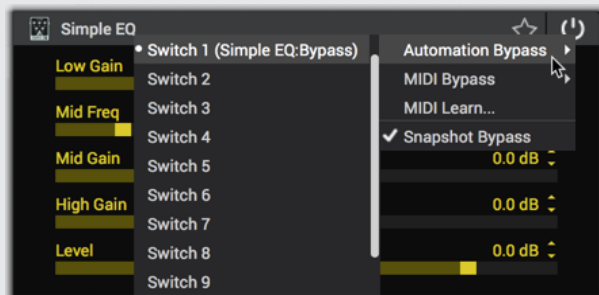 Simple EQ
Switch 1 (Simple EQ:Bypass)
Switch 2
Switch 3
Switch 4
Switch 5
Switch 6
Switch 7
Switch 8
Switch 9
Automation Bypass
MIDI Bypass
MIDI Learn...
Snapshot Bypass
Low Gain
Mid Freq
Mid Gain
0.0 dB
High Gain
0.0 dB
Level
0.0 dB